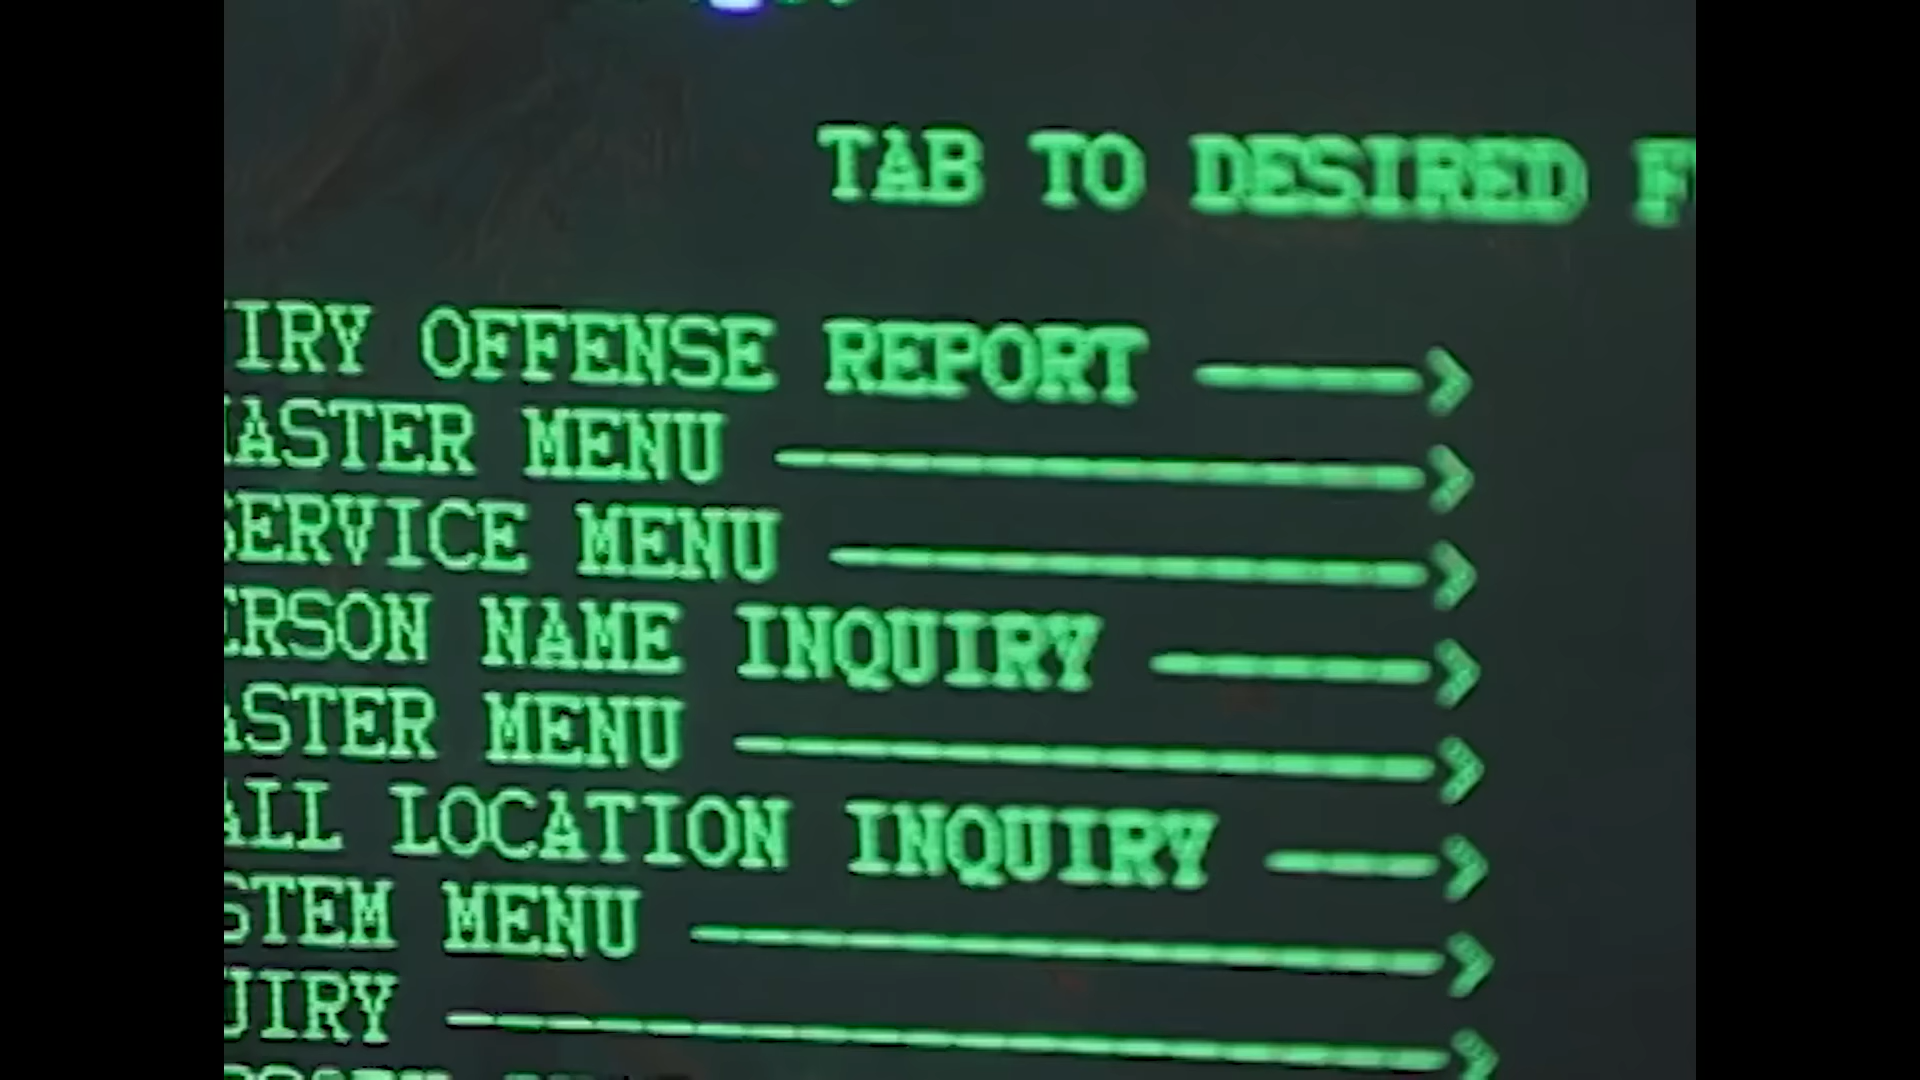 TAB TO DESIRED F
IRY OFFENSE REPORT
ASTER MENU
SERVICE MENU
ERSON NAME INQUIRY
ASTER MENU
ALL LOCATION INQUIRY
STEM MENU
UIRY